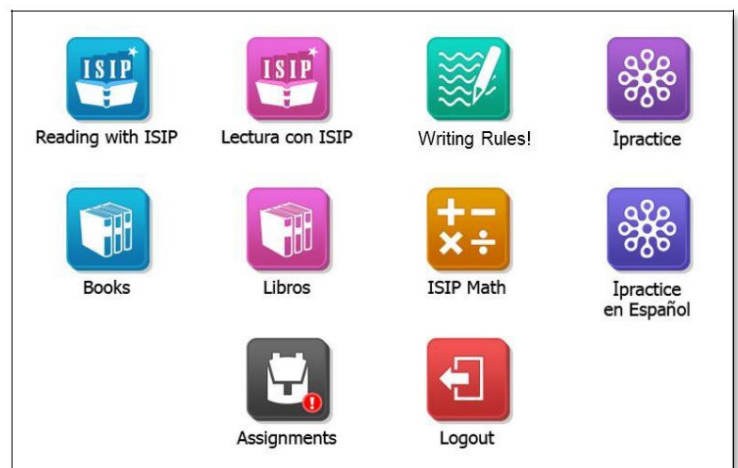 ISIP
ISIP
Reading with ISIP
Lectura con ISIP
Writing Rules!
Ipractice
Books
Libros
ISIP Math
Ipractice
en Español
Assignments
Logout